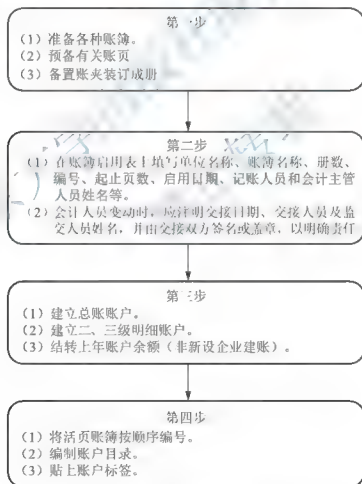 第一步
(1) 准备各种账簿。
(2) 预备有关账页
(3) 备置账夹装订成册
第二步
(1) 在账簿启用表上填写单位名称、账簿名称、册数、
编号、起止页数、启用日期、记账人员和会计主管
人员姓名等。
(2) 会计人员变动时，应注明交接日期、交接人员及监
交人员姓名，并由交接双方签名或盖章，以明确责任
第三步
(1) 建立总账账户。
(2) 建立二、三级明细账户。
(3) 结转上年账户余额（非新设企业建账）。
第四步
(1) 将活页账簿按顺序编号。
(2) 编制账户目录。
(3) 贴上账户标签。